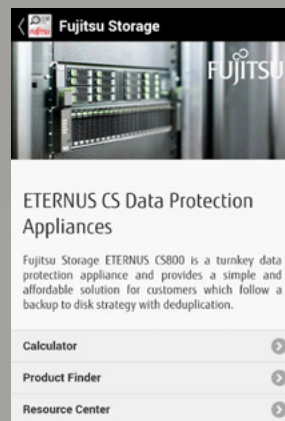 Fujitsu Storage
FUJITSU
ETERNUS CS Data Protection
Appliances
Fujitsu Storage ETERNUS CS800 is a turnkey data
protection appliance and provides a simple and
affordable solution for customers which follow a
backup to disk strategy with deduplication.
Calculator
Product Finder
Resource Center